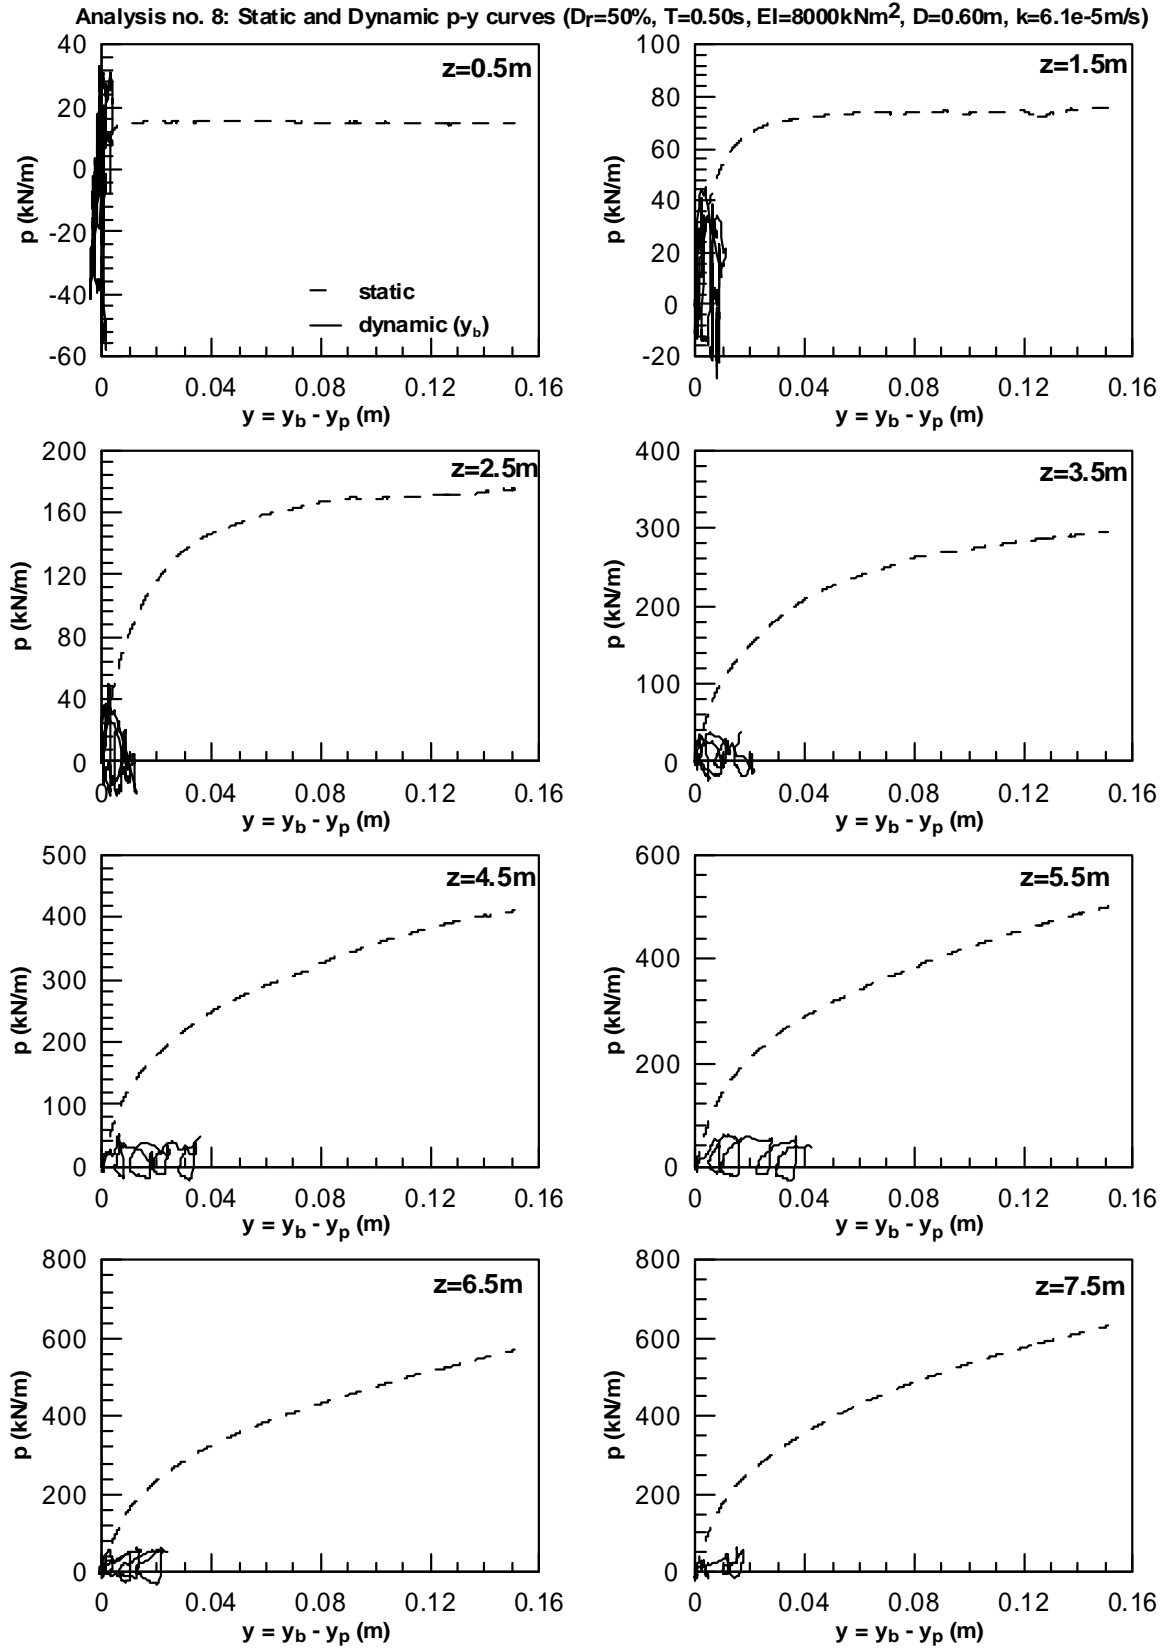 Analysis no. 8: Static and Dynamic p-y curves (Dr=50%, T=0.50s, EI=8000kNm², D=0.60m, k=6.1e-5m/s)
40
20
0
-20
-40
-60
p (kN/m)
z=0.5m
static
dynamic (yb)
0 0.04 0.08 0.12 0.16
y = yb - yp (m)
100
80
60
40
20
0
-20
p (kN/m)
z=1.5m
0 0.04 0.08 0.12 0.16
y = yb - yp (m)
200
160
120
80
40
0
p (kN/m)
z=2.5m
0 0.04 0.08 0.12 0.16
y = yb - yp (m)
400
300
200
100
0
p (kN/m)
z=3.5m
0 0.04 0.08 0.12 0.16
y = yb - yp (m)
500
400
300
200
100
0
p (kN/m)
z=4.5m
0 0.04 0.08 0.12 0.16
y = yb - yp (m)
600
400
200
0
p (kN/m)
z=5.5m
0 0.04 0.08 0.12 0.16
y = yb - yp (m)
800
600
400
200
0
p (kN/m)
z=6.5m
0 0.04 0.08 0.12 0.16
y = yb - yp (m)
800
600
400
200
0
p (kN/m)
z=7.5m
0 0.04 0.08 0.12 0.16
y = yb - yp (m)